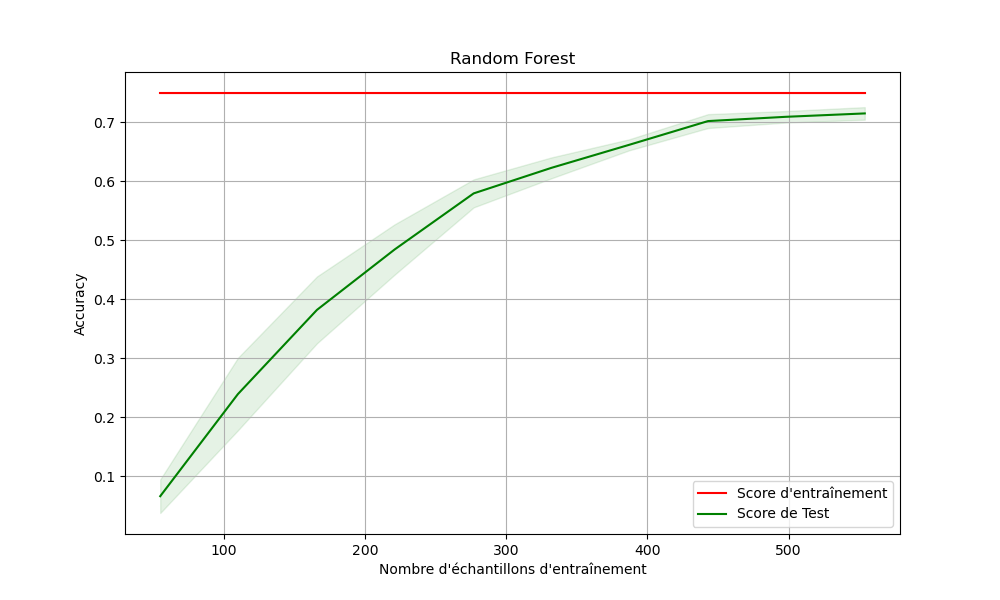 Random Forest
Accuracy
0.7
0.6
0.5
0.4
0.3
0.2
0.1
Score d'entraînement
Score de Test
100 200 300 400 500
Nombre d'échantillons d'entraînement